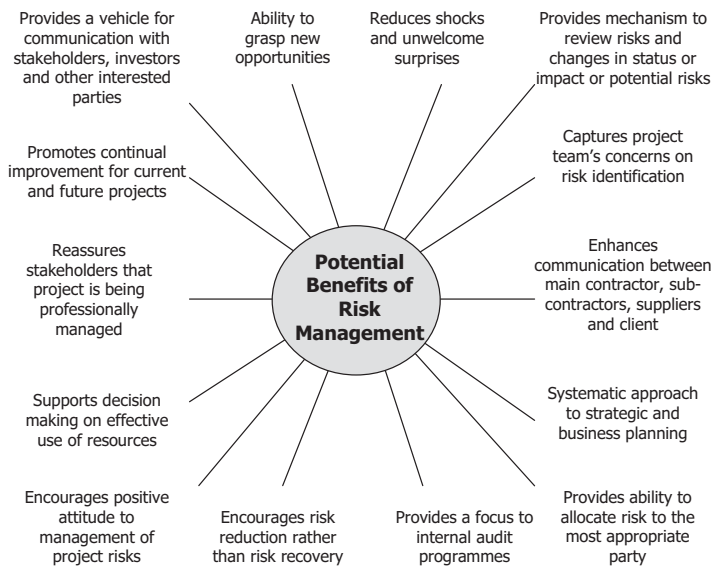 Provides a vehicle for
communication with
stakeholders, investors
and other interested
parties
Ability to
grasp new
opportunities
Reduces shocks
and unwelcome
surprises
Provides mechanism to
review risks and
changes in status or
impact or potential risks
Promotes continual
improvement for current
and future projects
Captures project
team's concerns on
risk identification
Reassures
stakeholders that
project is being
professionally
managed
Potential
Benefits of
Risk
Management
Enhances
communication between
main contractor, sub-
contractors, suppliers
and client
Supports decision
making on effective
use of resources
Systematic approach
to strategic and
business planning
Encourages positive
attitude to
management of
project risks
Encourages risk
reduction rather
than risk recovery
Provides a focus to
internal audit
programmes
Provides ability to
allocate risk to the
most appropriate
party